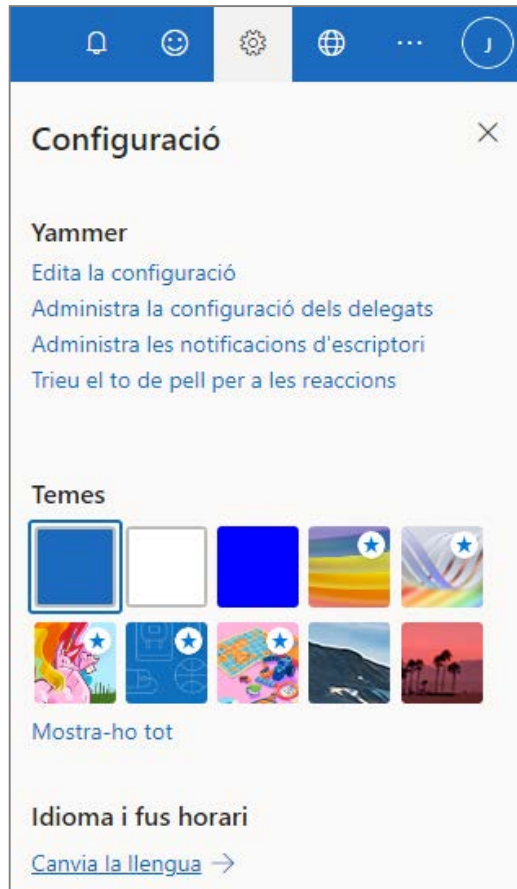 J
Configuració
Yammer
Edita la configuració
Administra la configuració dels delegats
Administra les notificacions d'escriptori
Trieu el to de pell per a les reaccions
Temes
Mostra-ho tot
Idioma i fus horari
Canvia la llengua →